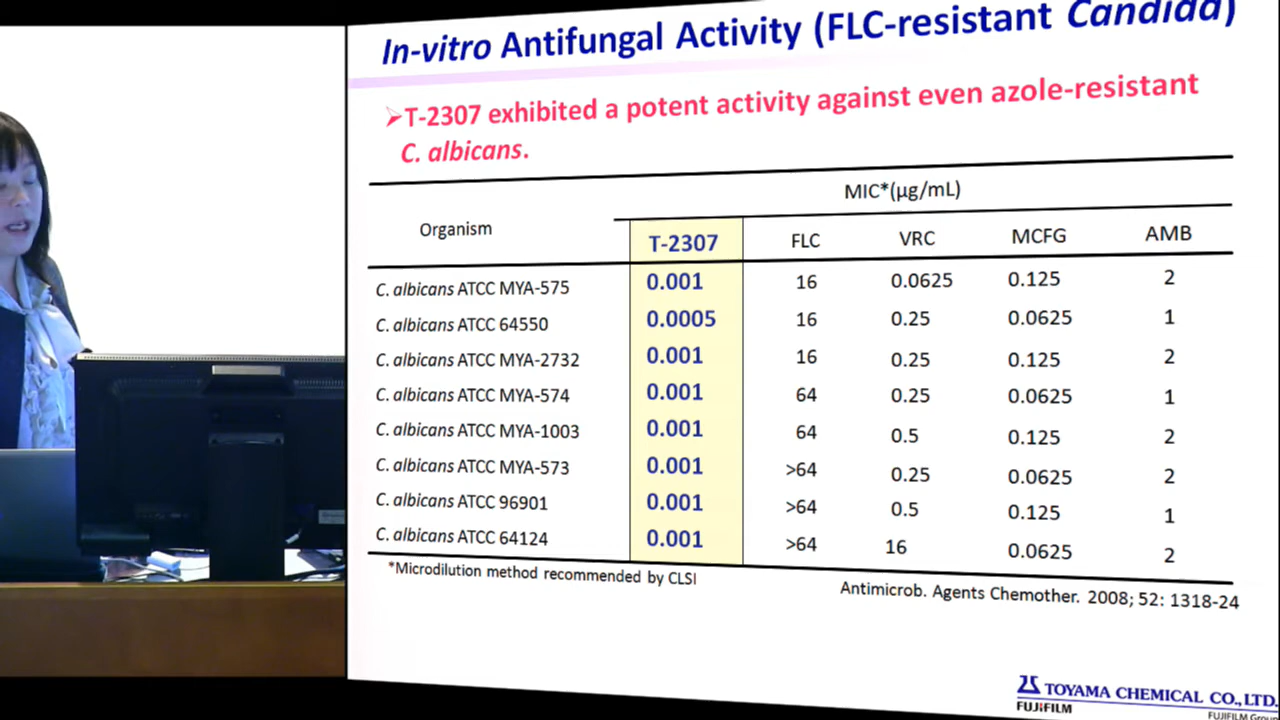 In-vitro Antifungal Activity (FLC-resistant Candida)
➢T-2307 exhibited a potent activity against even azole-resistant
C. albicans.
MIC*(µg/mL)
Organism T-2307 FLC VRC MCFG AMB
C. albicans ATCC MYA-575 0.001 16 0.0625 0.125 2
C. albicans ATCC 64550 0.0005 16 0.25 0.0625 1
C. albicans ATCC MYA-2732 0.001 16 0.25 0.125 2
C. albicans ATCC MYA-574 0.001 64 0.25 0.0625 1
C. albicans ATCC MYA-1003 0.001 64 0.5 0.125 2
C. albicans ATCC MYA-573 0.001 >64 0.25 0.0625 2
C. albicans ATCC 96901 0.001 >64 0.5 0.125 1
C. albicans ATCC 64124 0.001 >64 16 0.0625 2
*Microdilution method recommended by CLSI
Antimicrob. Agents Chemother. 2008; 52: 1318-24
TOYAMA CHEMICAL CO., LTD.
FUJIFILM
FUJIFILM Group